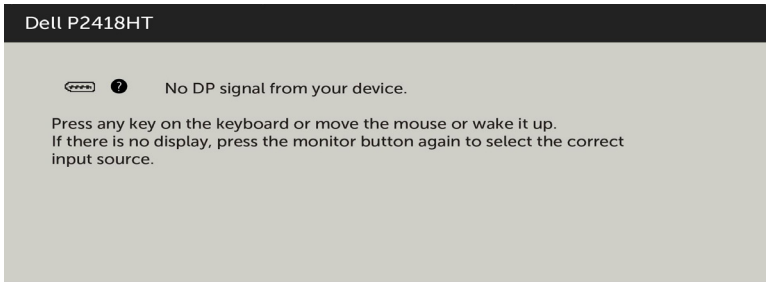 Dell P2418HT
No DP signal from your device.
Press any key on the keyboard or move the mouse or wake it up.
If there is no display, press the monitor button again to select the correct
input source.